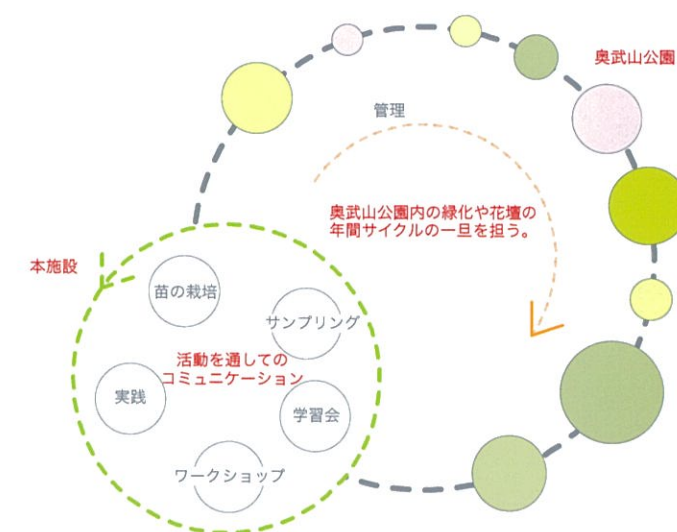 奥武山公園
管理
奥武山公園内の緑化や花壇の
年間サイクルの一旦を担う。
本施設
苗の栽培
サンプリング
活動を通しての
コミュニケーション
実践
学習会
ワークショップ